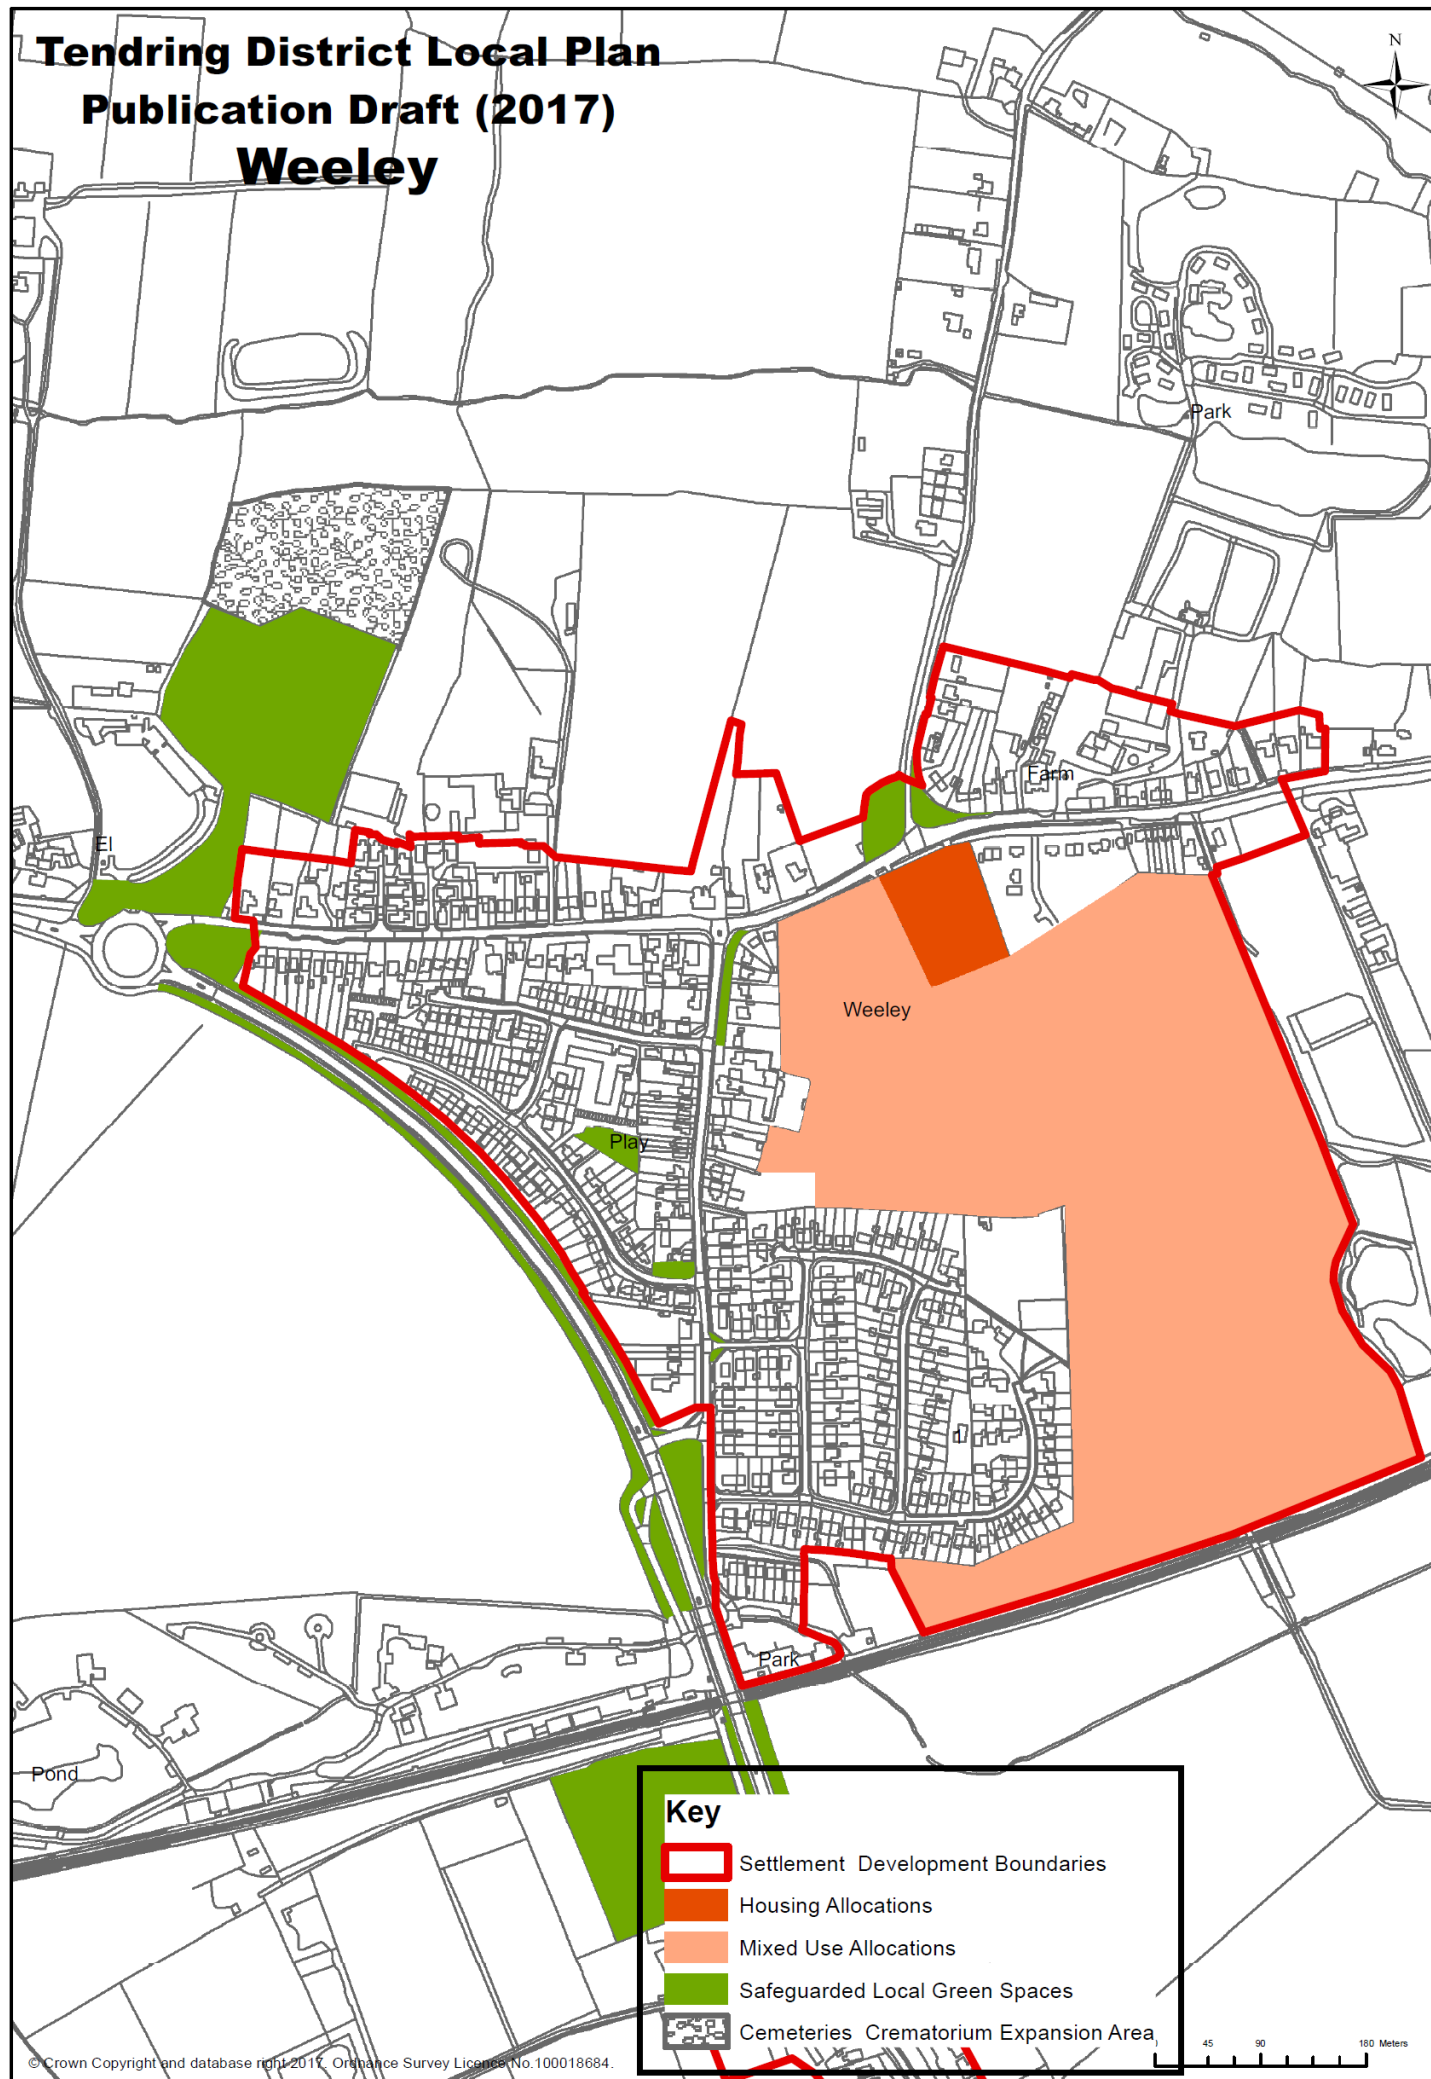 Tendring District Local Plan
Publication Draft (2017)
Weeley
N
Park
Farm
El
Weeley
Play
Park
Pond
Key
Settlement Development Boundaries
Housing Allocations
Mixed Use Allocations
Safeguarded Local Green Spaces
Cemeteries Crematorium Expansion Area
45 90 180 Meters
© Crown Copyright and database right 2017. Ordnance Survey Licence No.100018684.